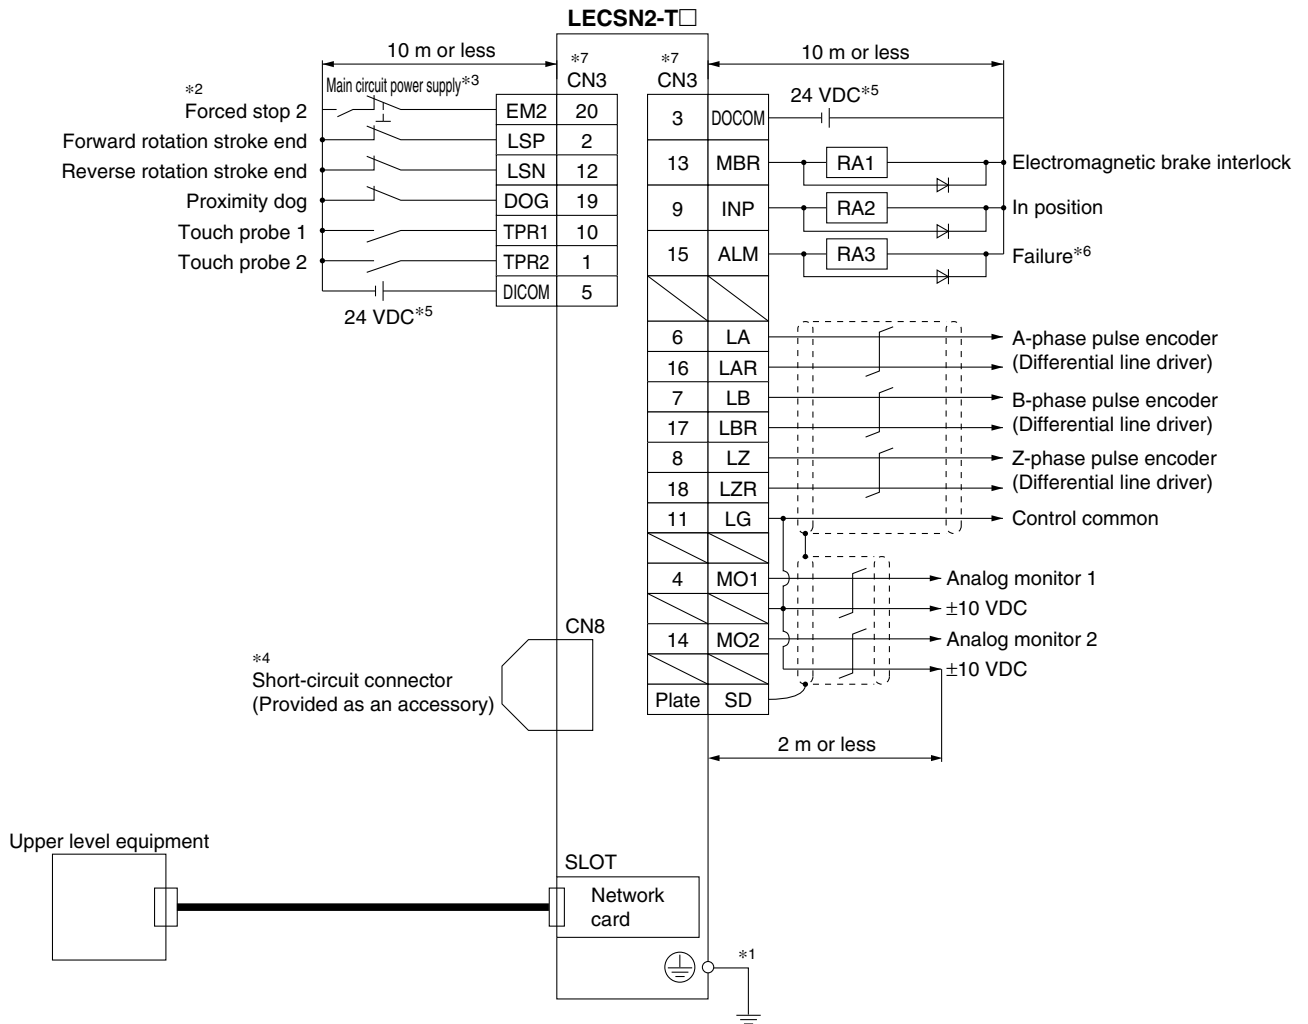 LECSN2-T□
10 m or less
*7
CN3
*7
CN3
10 m or less
*2
Forced stop 2
Main circuit power supply*3
EM2 20
Forward rotation stroke end
LSP 2
Reverse rotation stroke end
LSN 12
Proximity dog
DOG 19
Touch probe 1
TPR1 10
Touch probe 2
TPR2 1
DICOM 5
24 VDC*5
24 VDC*5
3 DOCOM
13 MBR RA1 Electromagnetic brake interlock
9 INP RA2 In position
15 ALM RA3 Failure*6
6 LA A-phase pulse encoder
16 LAR (Differential line driver)
7 LB B-phase pulse encoder
17 LBR (Differential line driver)
8 LZ Z-phase pulse encoder
18 LZR (Differential line driver)
11 LG Control common
4 MO1 Analog monitor 1
±10 VDC
14 MO2 Analog monitor 2
±10 VDC
Plate SD
2 m or less
CN8
*4
Short-circuit connector
(Provided as an accessory)
Upper level equipment
SLOT
Network
card
*1